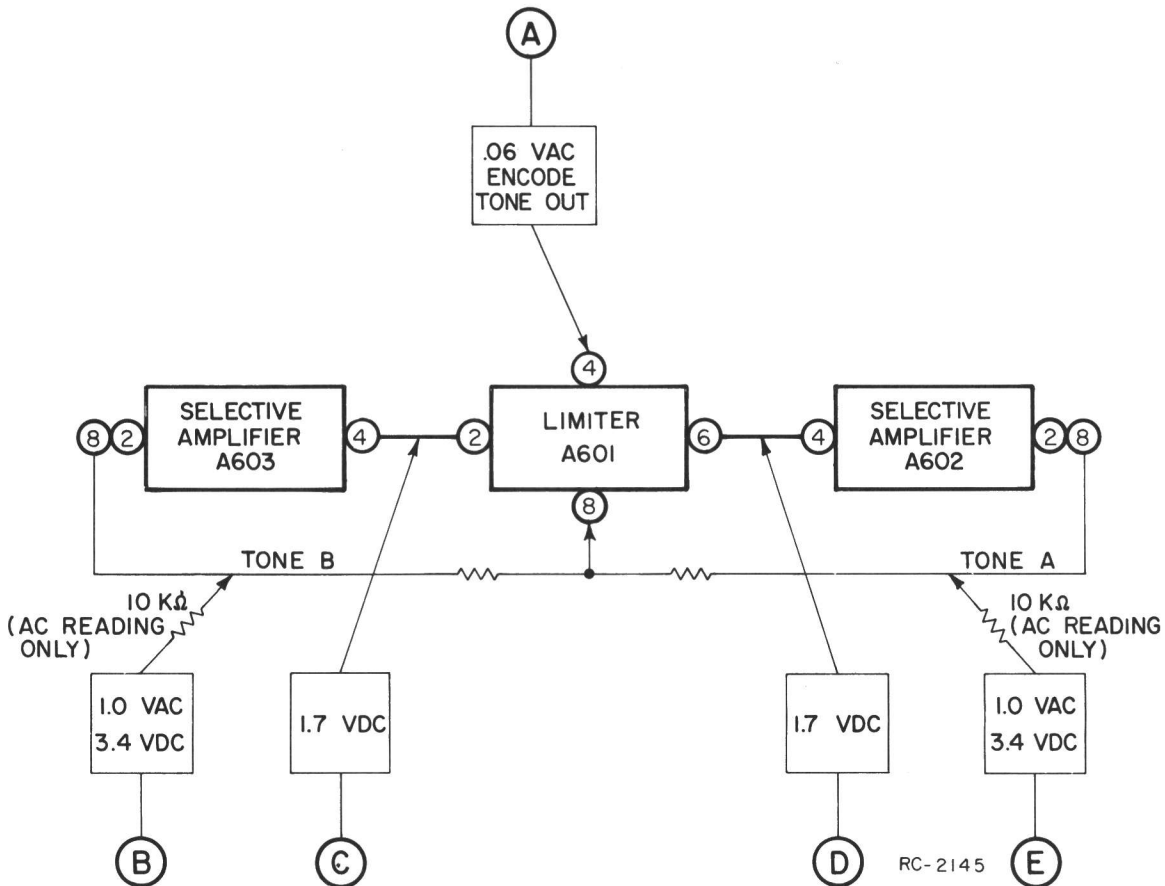 A
.06 VAC
ENCODE
TONE OUT
4
SELECTIVE
AMPLIFIER
A603
LIMITER
A601
SELECTIVE
AMPLIFIER
A602
8 2 4 2 6 4 2 8
8
TONE B
TONE A
10 KΩ
(AC READING
ONLY)
10 KΩ
(AC READING
ONLY)
1.0 VAC
3.4 VDC
1.7 VDC
1.7 VDC
1.0 VAC
3.4 VDC
B
C
D
RC-2145
E